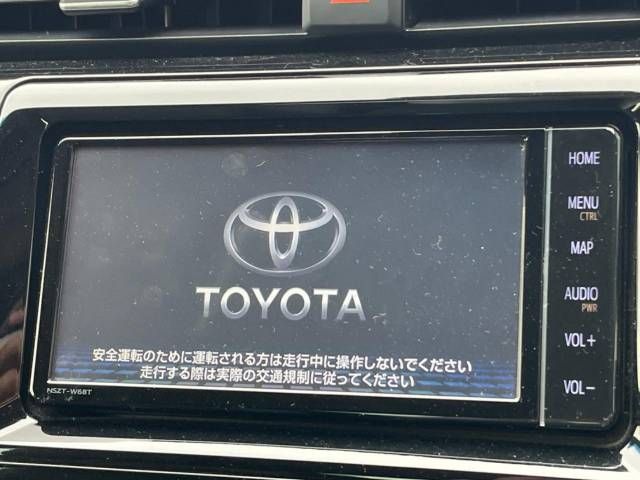 HOME
MENU
CTRL
MAP
TOYOTA
AUDIO
PWR
VOL+
安全運転のために運転される方は走行中に操作しないでください
走行する際は実際の交通規制に従ってください
VOL-
NSZT-W68T